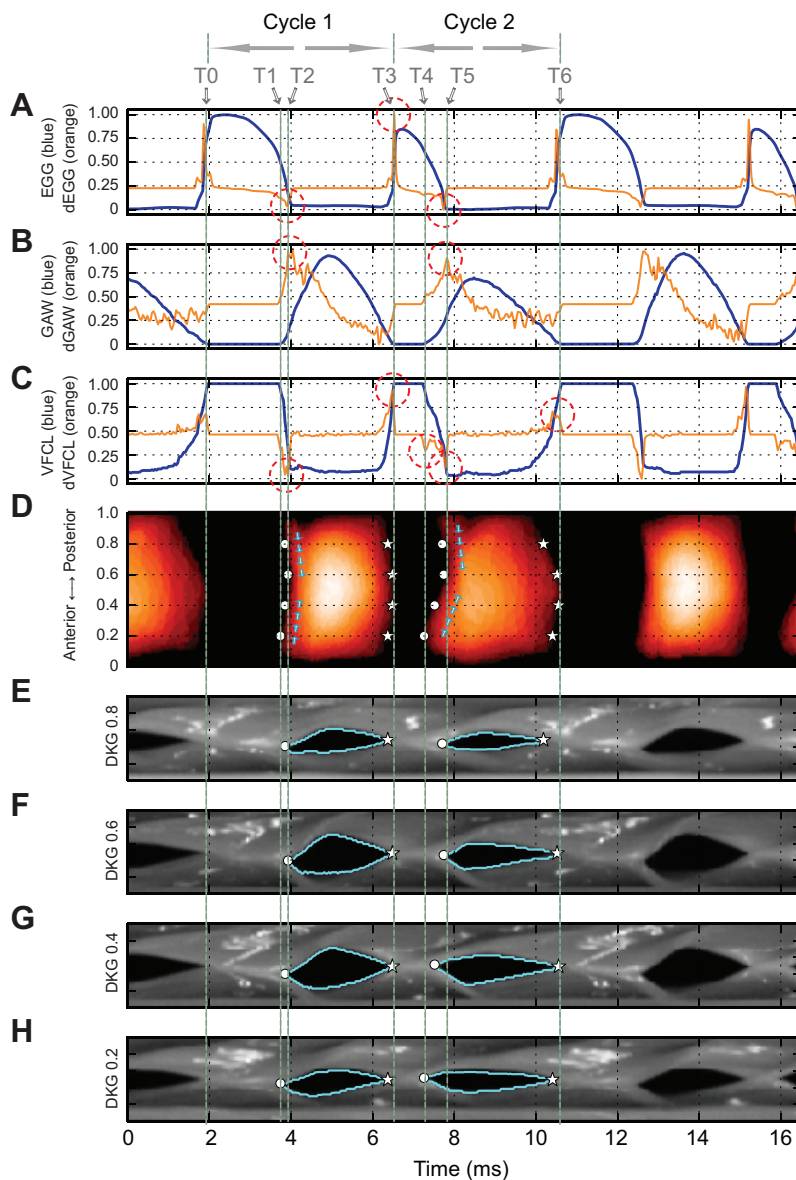 Cycle 1 Cycle 2
T0 T1 T2 T3 T4 T5 T6
A
EGG (blue)
dEGG (orange)
1.00
0.75
0.50
0.25
0
B
GAW (blue)
dGAW (orange)
1.00
0.75
0.50
0.25
0
C
VFCL (blue)
dVFCL (orange)
1.00
0.75
0.50
0.25
0
D
Anterior ←→ Posterior
1.0
0.8
0.6
0.4
0.2
0
E
DKG 0.8
F
DKG 0.6
G
DKG 0.4
H
DKG 0.2
0 2 4 6 8 10 12 14 16
Time (ms)